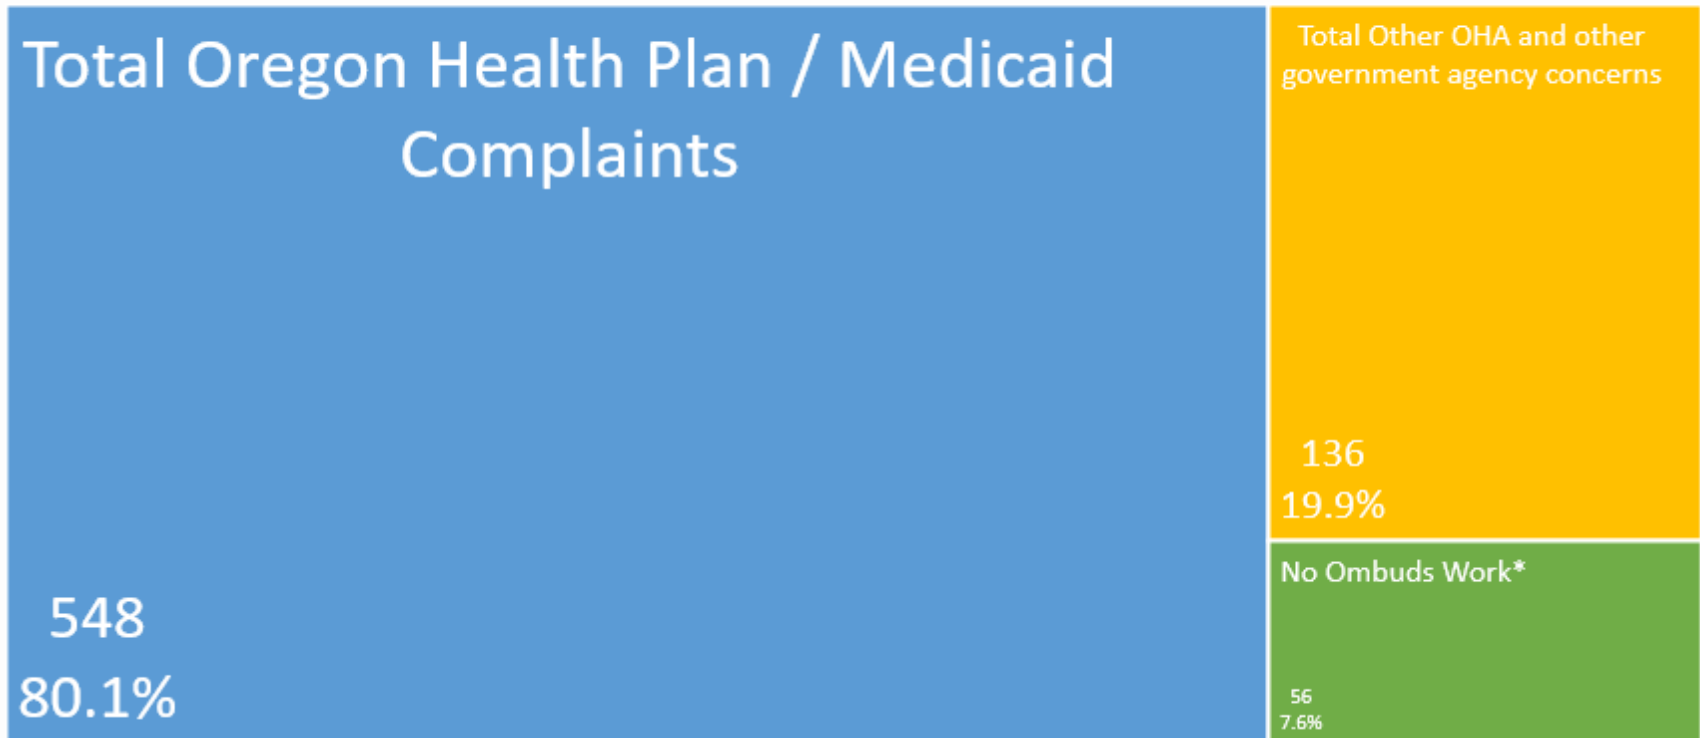 Total Oregon Health Plan / Medicaid
Complaints
548
80.1%
Total Other OHA and other
government agency concerns
136
19.9%
No Ombuds Work*
56
7.6%